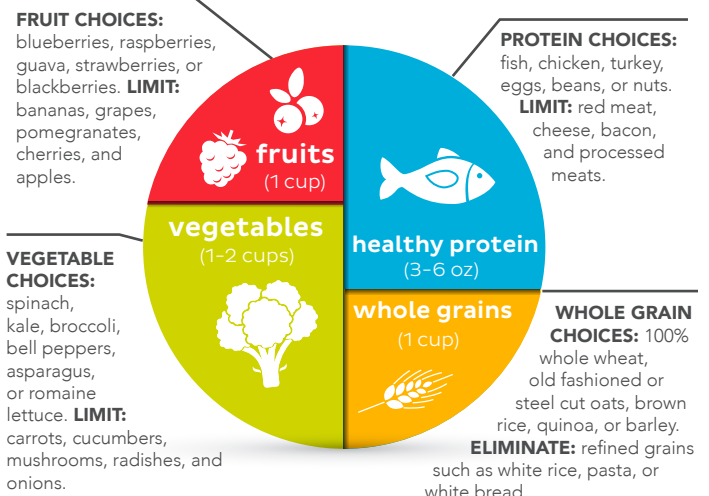 FRUIT CHOICES:
blueberries, raspberries,
guava, strawberries, or
blackberries. LIMIT:
bananas, grapes,
pomegranates,
cherries, and
apples.
PROTEIN CHOICES:
fish, chicken, turkey,
eggs, beans, or nuts.
LIMIT: red meat,
cheese, bacon,
and processed
meats.
fruits
(1 cup)
vegetables
(1-2 cups)
healthy protein
(3-6 oz)
whole grains
(1 cup)
VEGETABLE
CHOICES:
spinach,
kale, broccoli,
bell peppers,
asparagus,
or romaine
lettuce. LIMIT:
carrots, cucumbers,
mushrooms, radishes, and
onions.
WHOLE GRAIN
CHOICES: 100%
whole wheat,
old fashioned or
steel cut oats, brown
rice, quinoa, or barley.
ELIMINATE: refined grains
such as white rice, pasta, or
white bread